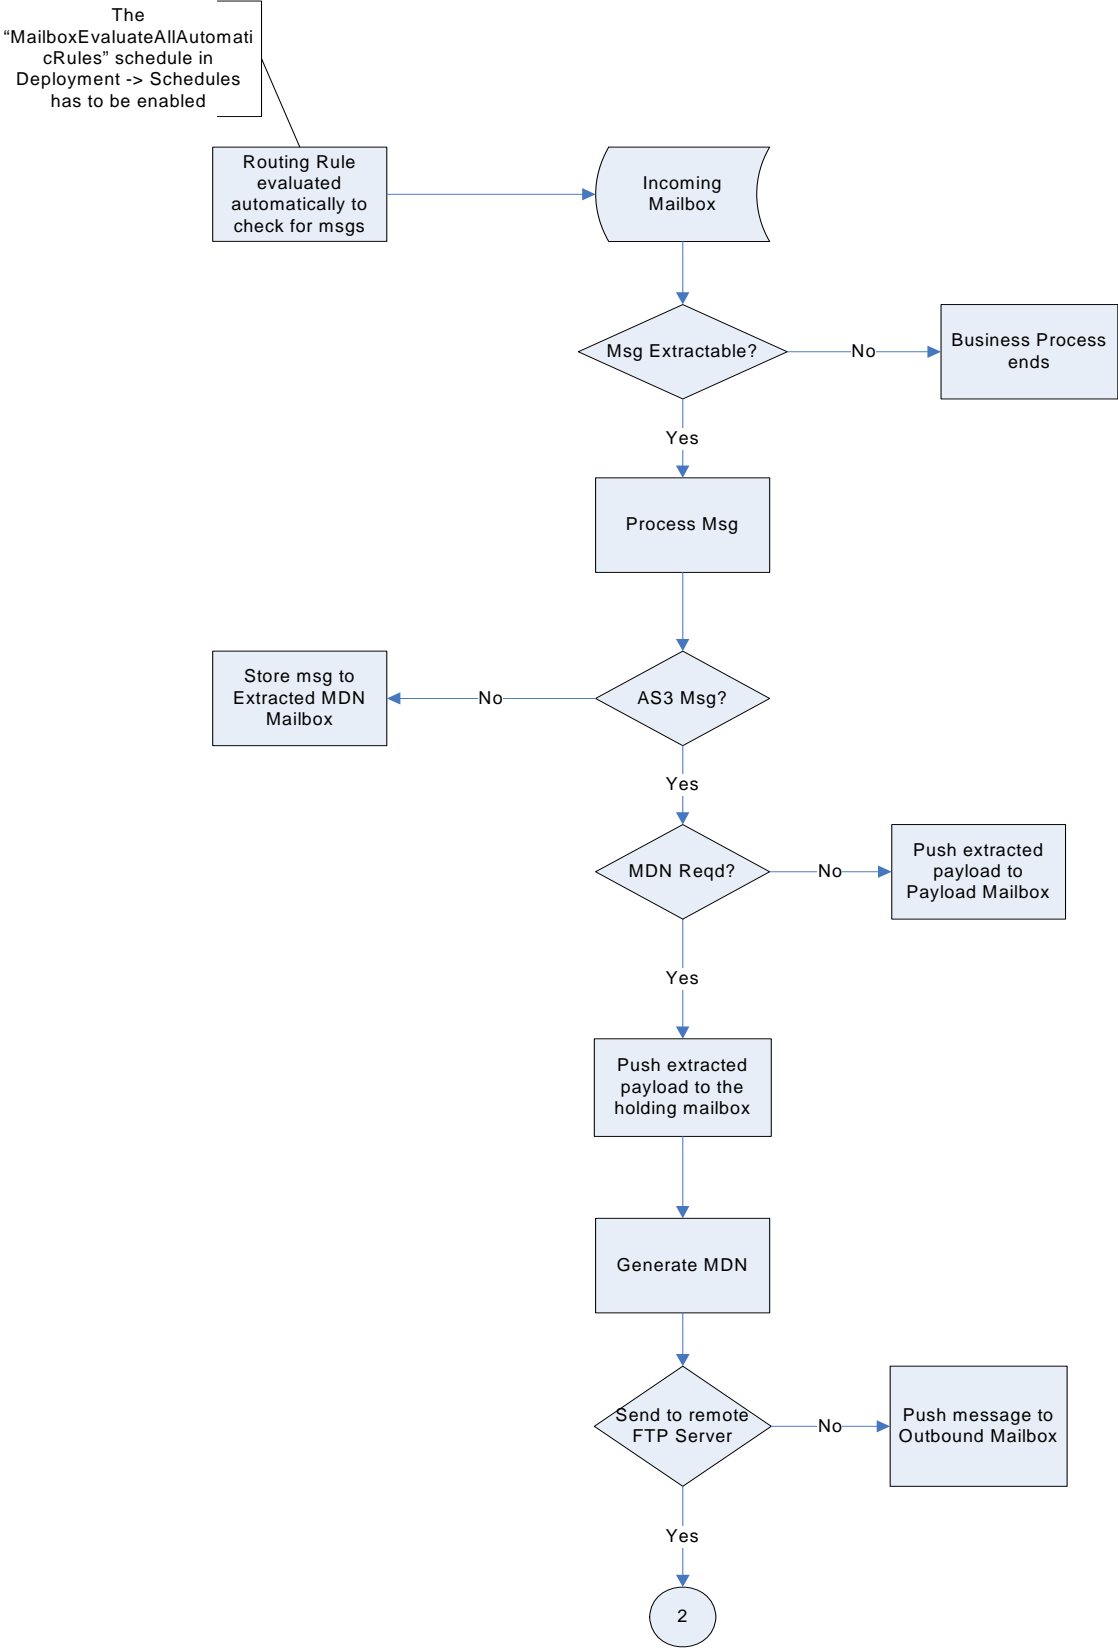 The
“MailboxEvaluateAllAutomati
cRules” schedule in
Deployment -> Schedules
has to be enabled
Routing Rule
evaluated
automatically to
check for msgs
Incoming
Mailbox
Msg Extractable?
No
Business Process
ends
Yes
Process Msg
Store msg to
Extracted MDN
Mailbox
No
AS3 Msg?
Yes
MDN Reqd?
No
Push extracted
payload to
Payload Mailbox
Yes
Push extracted
payload to the
holding mailbox
Generate MDN
Send to remote
FTP Server
No
Push message to
Outbound Mailbox
Yes
2